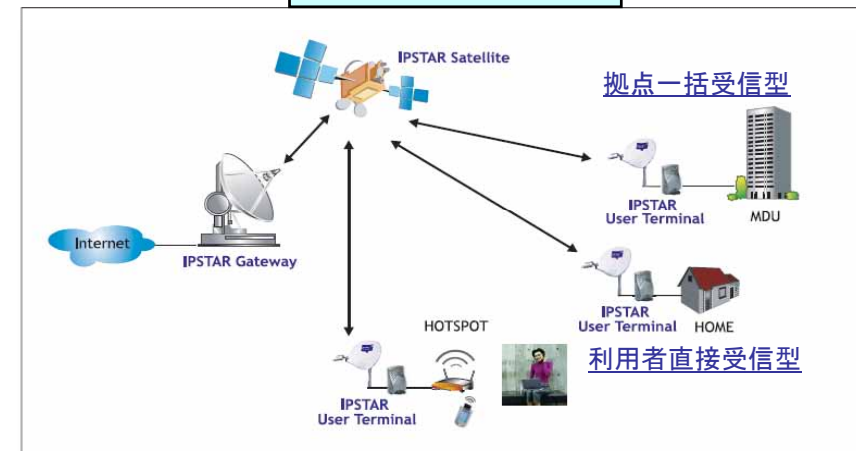 IPSTAR Satellite
拠点一括受信型
IPSTAR
User Terminal
MDU
Internet
IPSTAR Gateway
IPSTAR
User Terminal
HOME
HOTSPOT
利用者直接受信型
IPSTAR
User Terminal